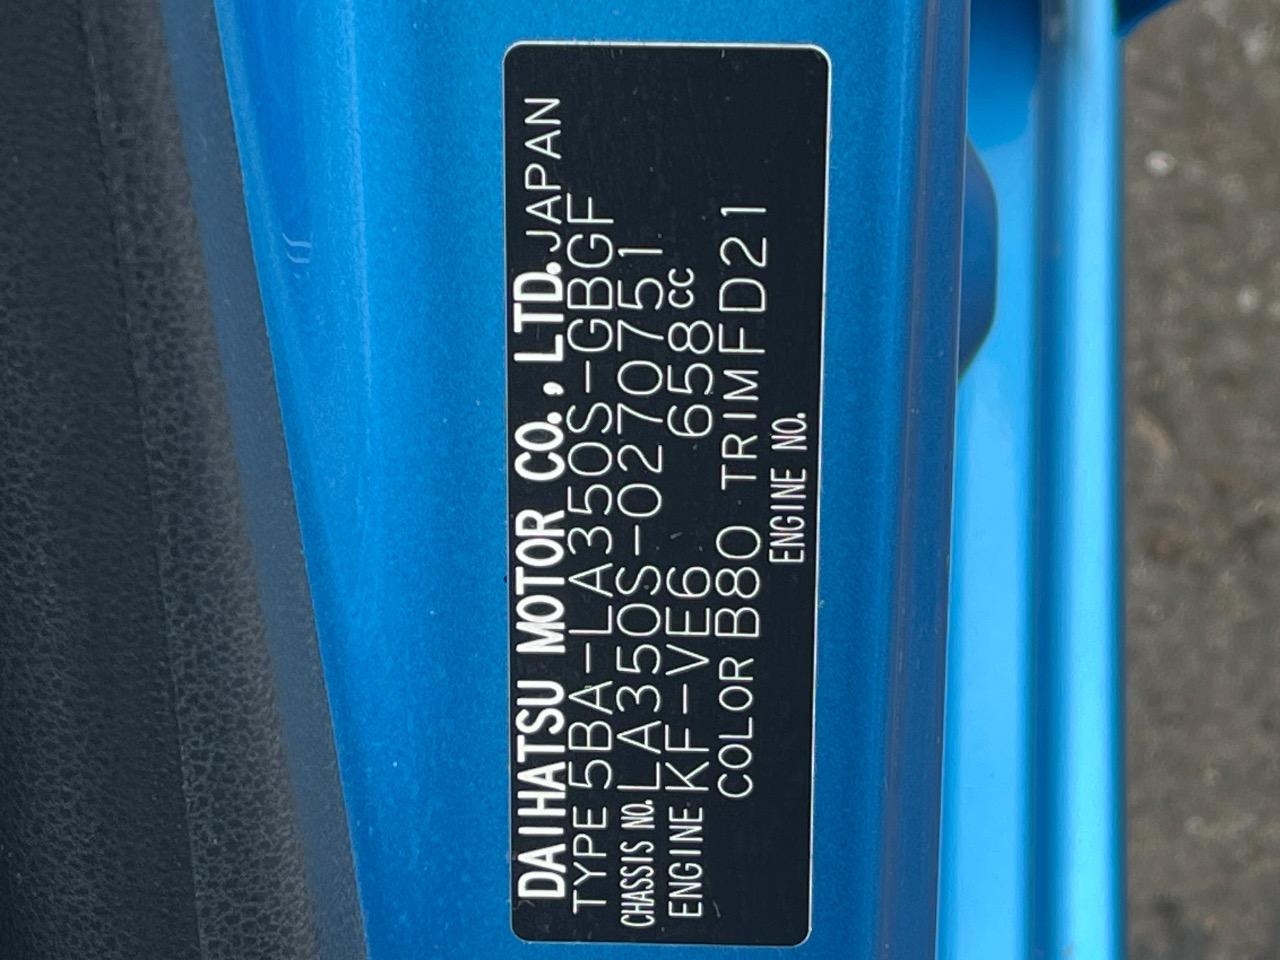 DAIHATSU MOTOR CO., LTD. JAPAN
TYPE 5BA-LA350S-GBGF
CHASSIS NO. LA350S-0270751
ENGINE KF-VE6 658cc
COLOR B80 TRIM FD21
ENGINE NO.